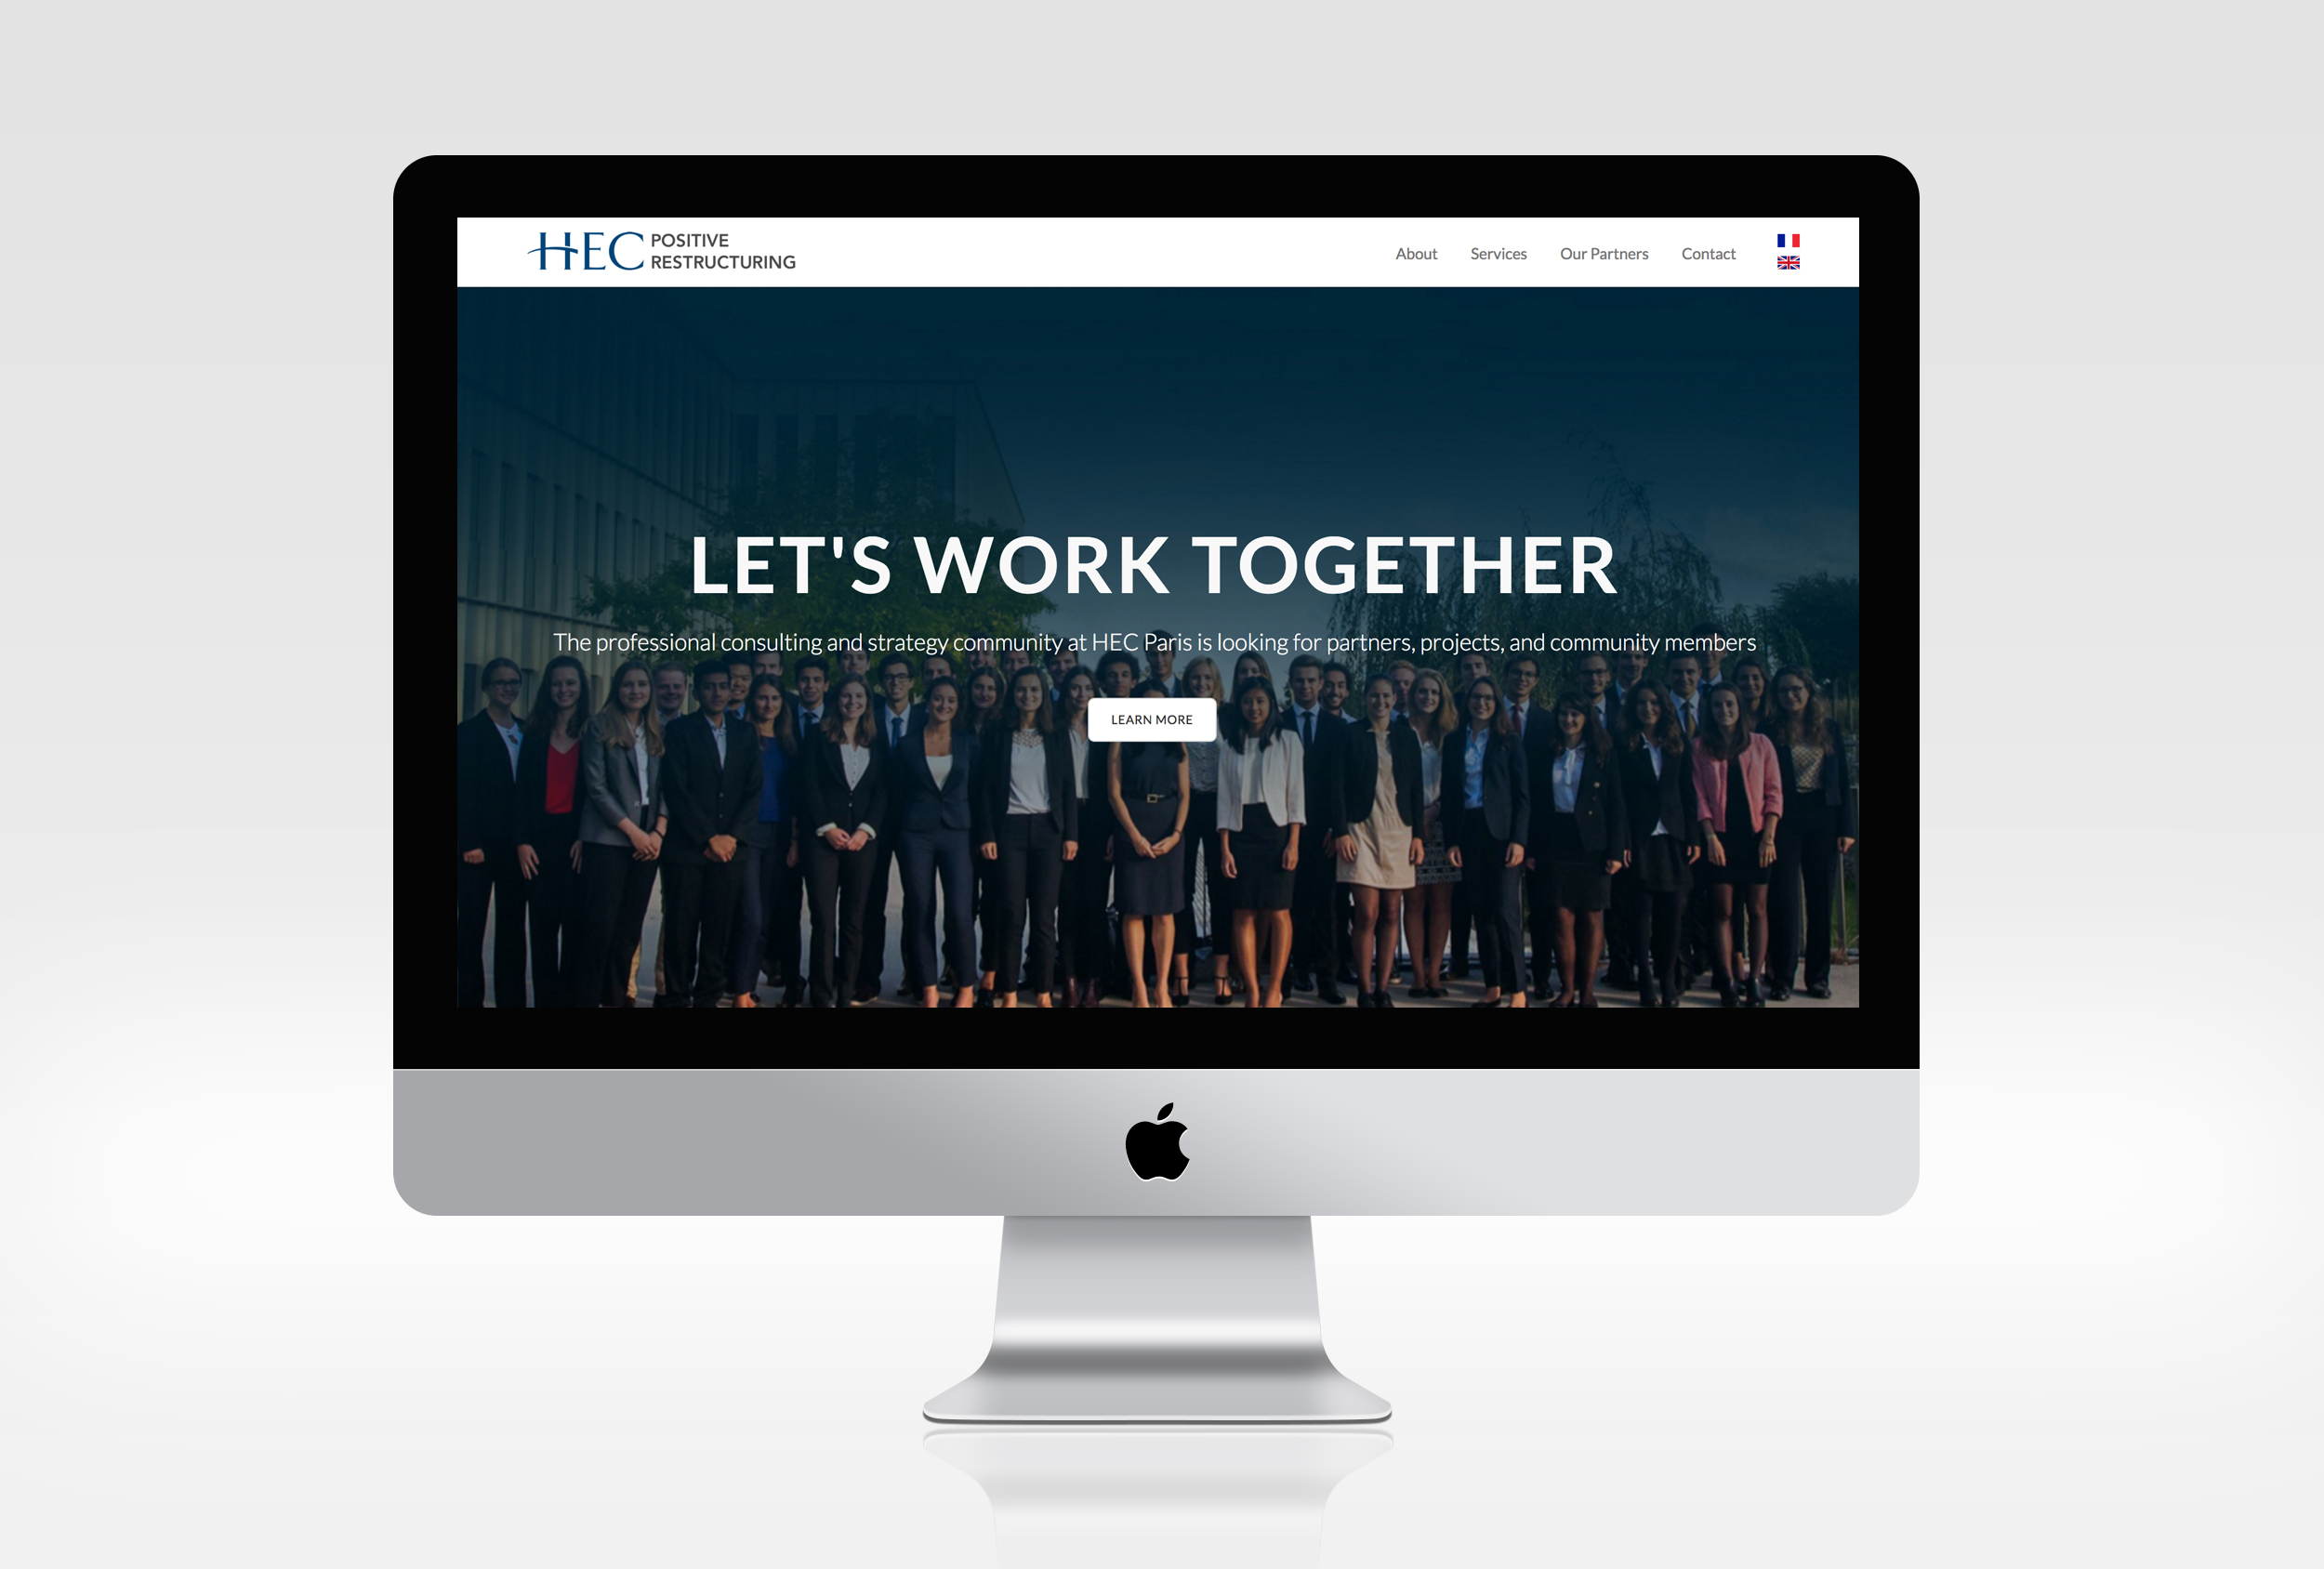 HEC POSITIVE
RESTRUCTURING
About Services Our Partners Contact
LET'S WORK TOGETHER
The professional consulting and strategy community at HEC Paris is looking for partners, projects, and community members
LEARN MORE